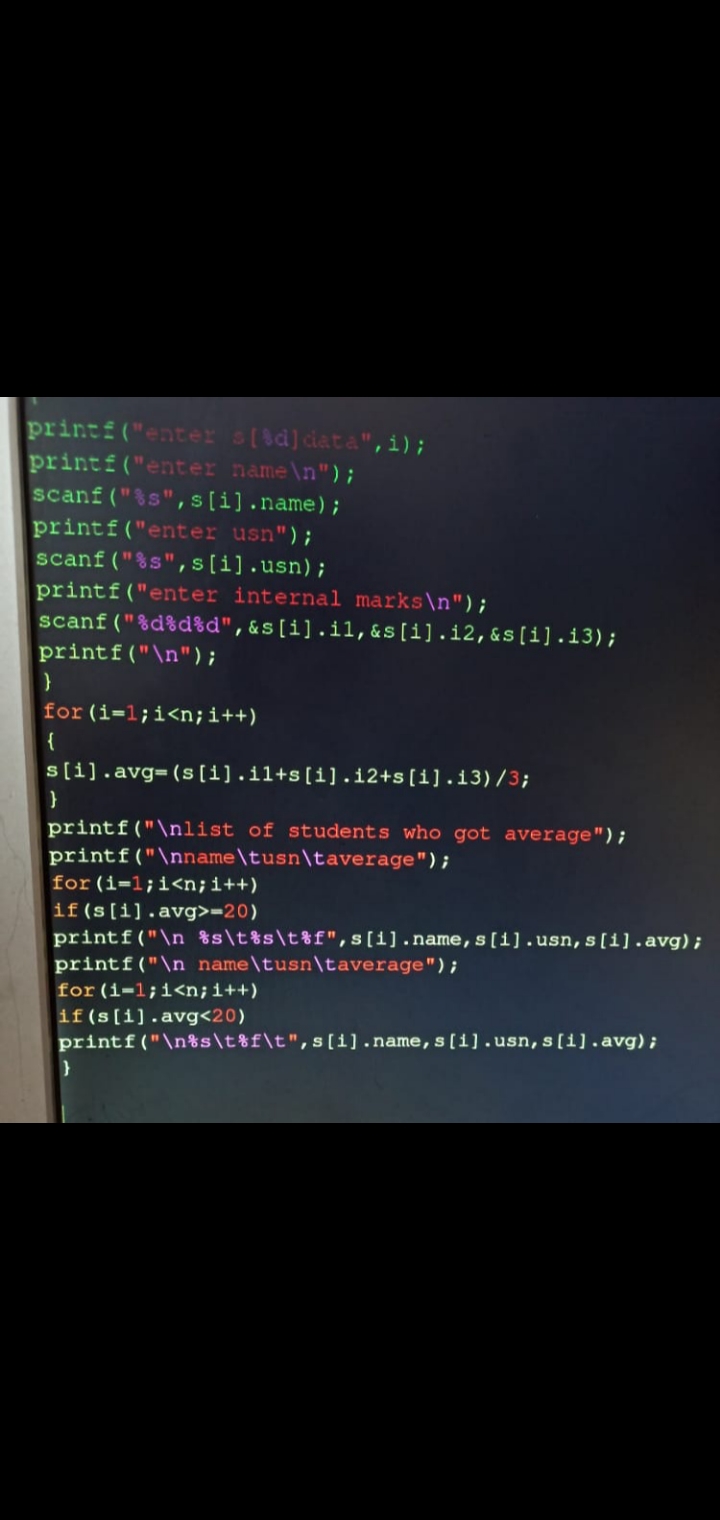 printf("enter s[%d]data",i);
printf("enter name\n");
scanf("%s",s[i].name);
printf("enter usn");
scanf("%s",s[i].usn);
printf("enter internal marks\n");
scanf("%d%d%d",&s[i].i1,&s[i].i2,&s[i].i3);
printf("\n");
}
for(i=1;i<n;i++)
{
s[i].avg=(s[i].i1+s[i].i2+s[i].i3)/3;
}
printf("\nlist of students who got average");
printf("\nname\tusn\taverage");
for(i=1;i<n;i++)
if(s[i].avg>=20)
printf("\n %s\t%s\t%f",s[i].name,s[i].usn,s[i].avg);
printf("\n name\tusn\taverage");
for(i=1;i<n;i++)
if(s[i].avg<20)
printf("\n%s\t%f\t",s[i].name,s[i].usn,s[i].avg);
}